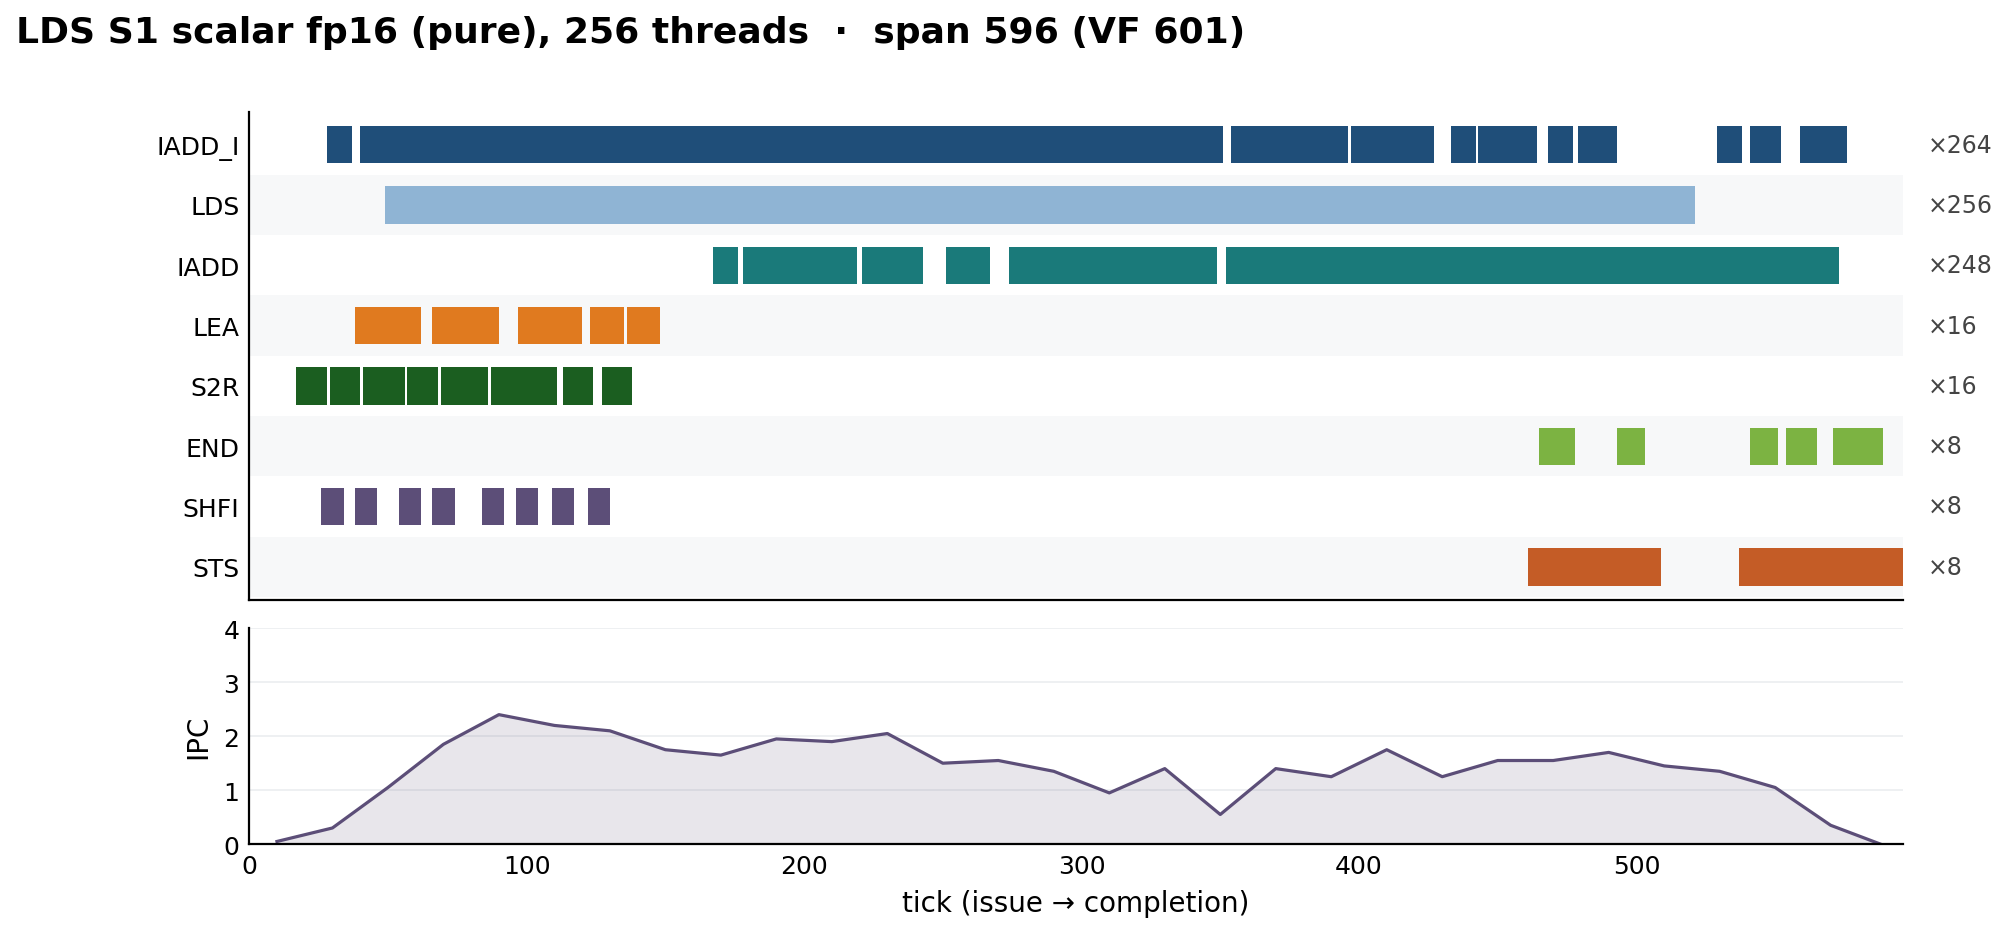 LDS S1 scalar fp16 (pure), 256 threads · span 596 (VF 601)
IADD_I ×264
LDS ×256
IADD ×248
LEA ×16
S2R ×16
END ×8
SHFI ×8
STS ×8
4
3
2
1
0
IPC
0 100 200 300 400 500
tick (issue → completion)